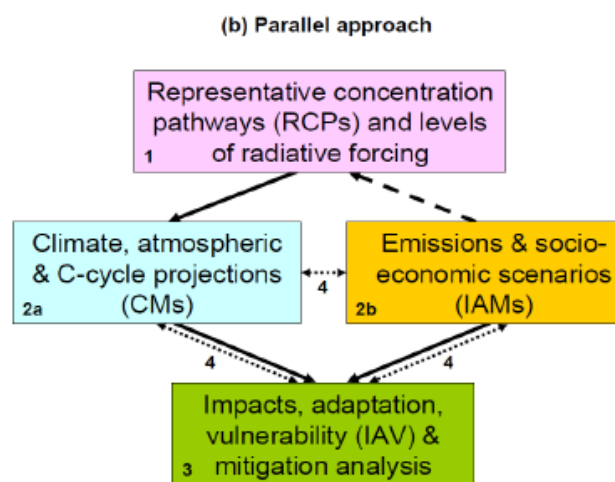 (b) Parallel approach
Representative concentration
pathways (RCPs) and levels
of radiative forcing
1
Climate, atmospheric
& C-cycle projections
(CMs)
2a
4
Emissions & socio-
economic scenarios
(IAMs)
2b
4
4
Impacts, adaptation,
vulnerability (IAV) &
mitigation analysis
3